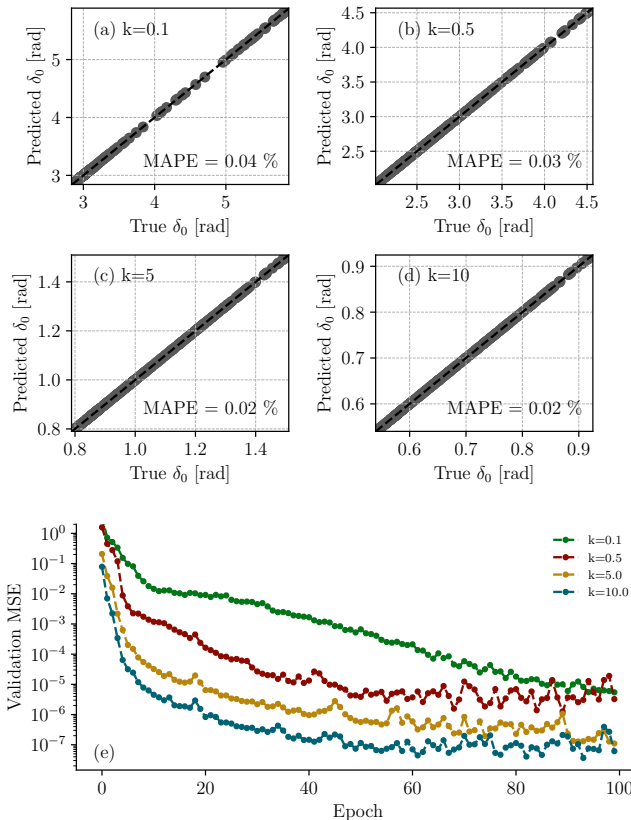 (a) k=0.1
Predicted δ₀ [rad]
5
4
3
MAPE = 0.04 %
3 4 5
True δ₀ [rad]
(b) k=0.5
Predicted δ₀ [rad]
4.5
4.0
3.5
3.0
2.5
MAPE = 0.03 %
2.5 3.0 3.5 4.0 4.5
True δ₀ [rad]
(c) k=5
Predicted δ₀ [rad]
1.4
1.2
1.0
0.8
MAPE = 0.02 %
0.8 1.0 1.2 1.4
True δ₀ [rad]
(d) k=10
Predicted δ₀ [rad]
0.9
0.8
0.7
0.6
MAPE = 0.02 %
0.6 0.7 0.8 0.9
True δ₀ [rad]
Validation MSE
10⁰
10⁻¹
10⁻²
10⁻³
10⁻⁴
10⁻⁵
10⁻⁶
10⁻⁷
k=0.1
k=0.5
k=5.0
k=10.0
(e)
0 20 40 60 80 100
Epoch